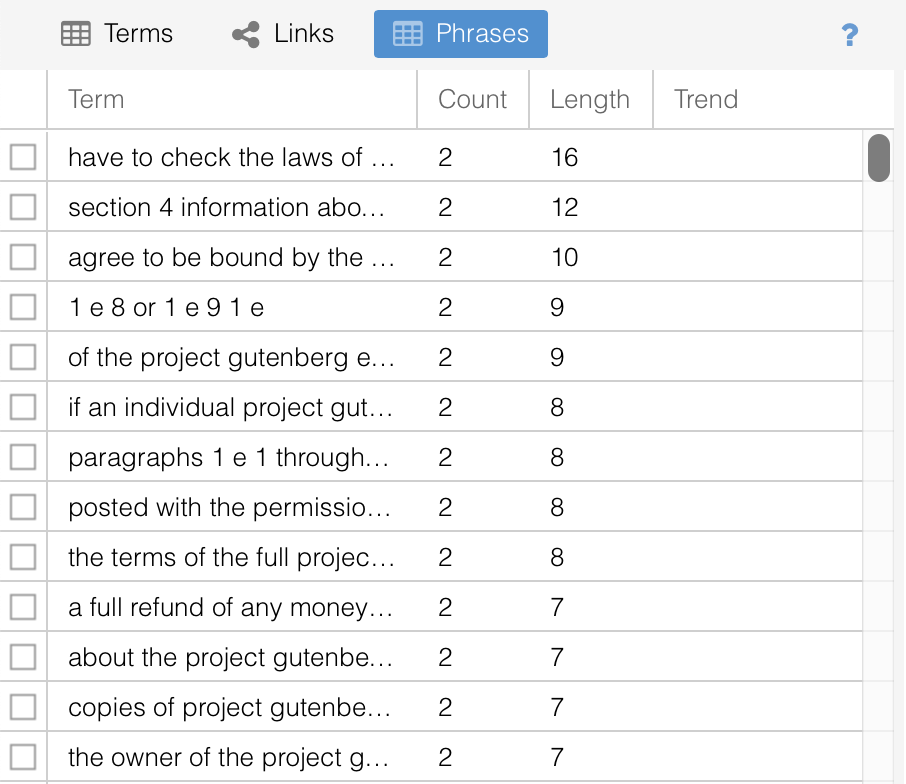 Terms Links Phrases ?
Term Count Length Trend
have to check the laws of ... 2 16
section 4 information abo... 2 12
agree to be bound by the ... 2 10
1 e 8 or 1 e 9 1 e 2 9
of the project gutenberg e... 2 9
if an individual project gut... 2 8
paragraphs 1 e 1 through... 2 8
posted with the permissio... 2 8
the terms of the full projec... 2 8
a full refund of any money... 2 7
about the project gutenbe... 2 7
copies of project gutenbe... 2 7
the owner of the project g... 2 7